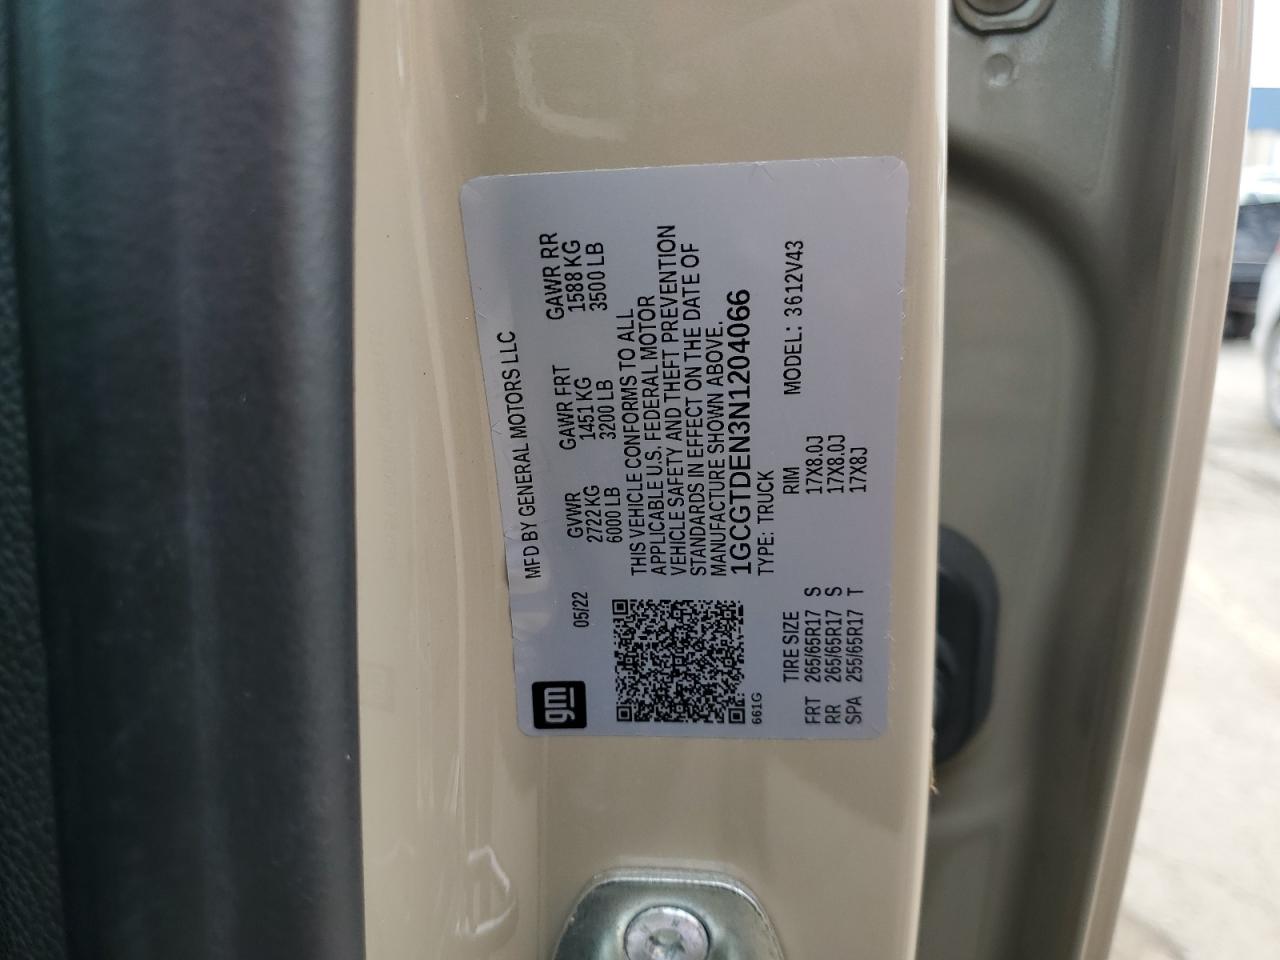 gm
MFD BY GENERAL MOTORS LLC
05/22
GVWR GAWR FRT GAWR RR
2722 KG 1451 KG 1588 KG
6000 LB 3200 LB 3500 LB
THIS VEHICLE CONFORMS TO ALL
APPLICABLE U.S. FEDERAL MOTOR
VEHICLE SAFETY AND THEFT PREVENTION
STANDARDS IN EFFECT ON THE DATE OF
MANUFACTURE SHOWN ABOVE.
1GCGTDEN3N1204066
661G
TYPE: TRUCK
MODEL: 3612V43
TIRE SIZE RIM
FRT 265/65R17 S 17X8.0J
RR 265/65R17 S 17X8.0J
SPA 255/65R17 T 17X8J